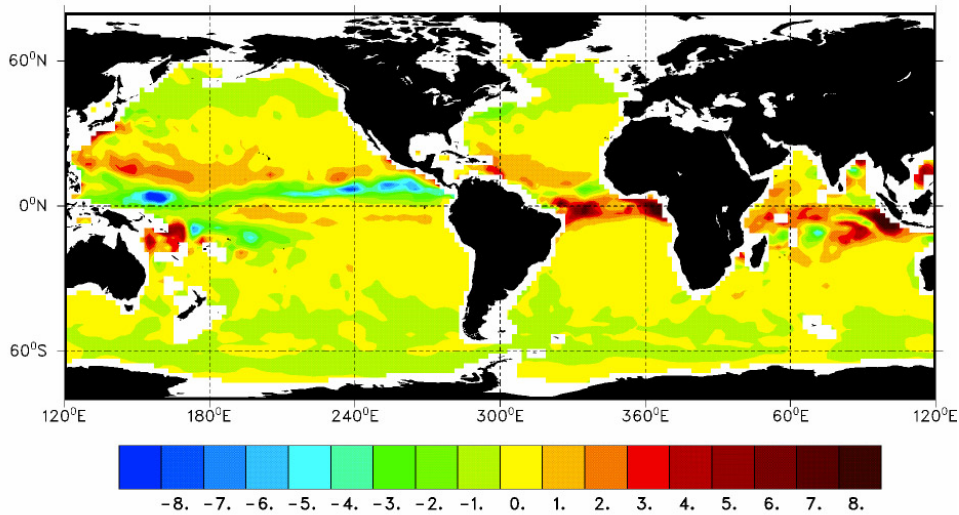 60⁰N
0⁰N
60⁰S
120⁰E 180⁰E 240⁰E 300⁰E 360⁰E 60⁰E 120⁰E
-8. -7. -6. -5. -4. -3. -2. -1. 0. 1. 2. 3. 4. 5. 6. 7. 8.